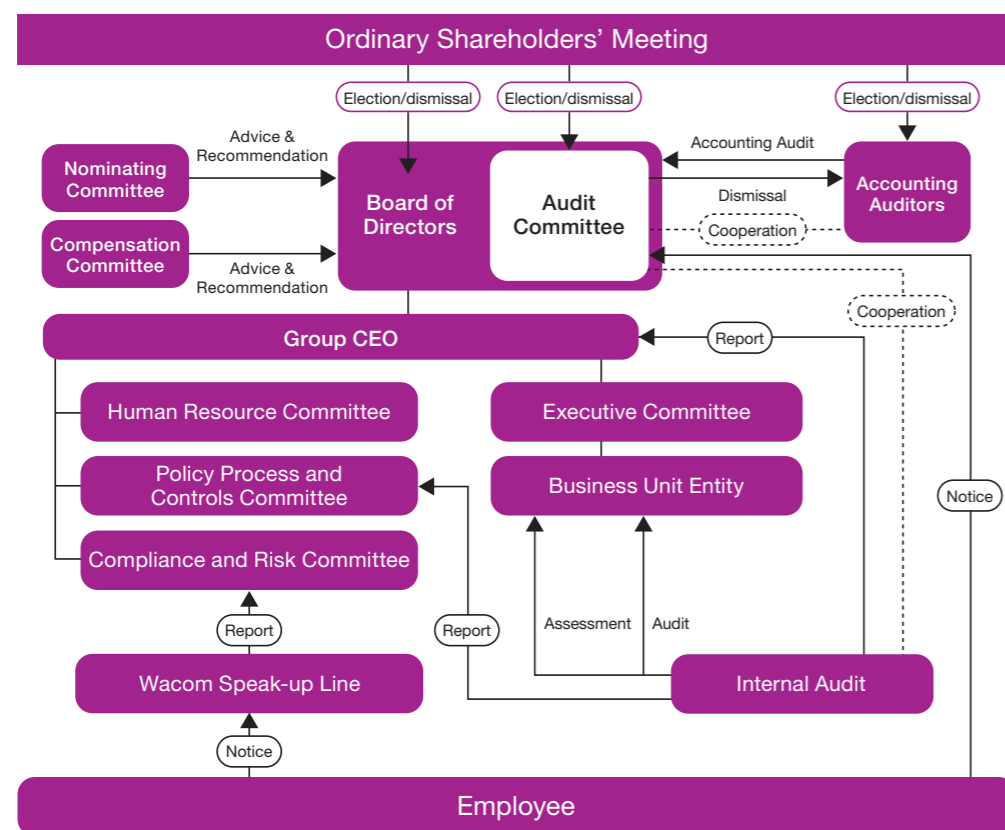 Ordinary Shareholders' Meeting
Election/dismissal
Election/dismissal
Election/dismissal
Advice &
Recommendation
Nominating
Committee
Compensation
Committee
Advice &
Recommendation
Board of
Directors
Audit
Committee
Accounting Audit
Dismissal
Cooperation
Accounting
Auditors
Cooperation
Group CEO
Report
Human Resource Committee
Executive Committee
Policy Process and
Controls Committee
Business Unit Entity
Notice
Compliance and Risk Committee
Report
Report
Assessment
Audit
Wacom Speak-up Line
Internal Audit
Notice
Employee